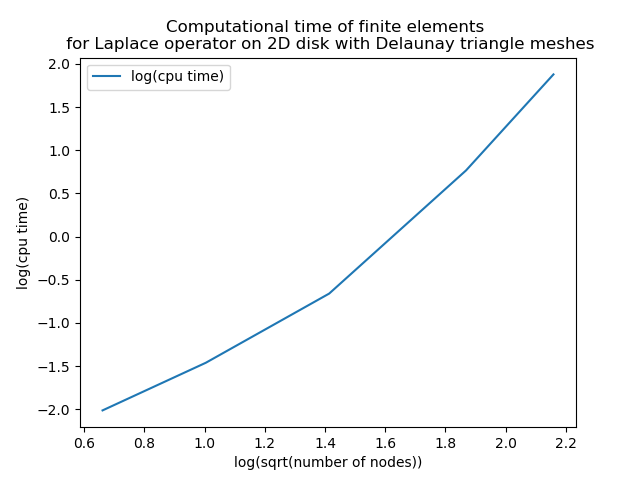 Computational time of finite elements
for Laplace operator on 2D disk with Delaunay triangle meshes
log(cpu time)
2.0
1.5
1.0
0.5
0.0
−0.5
−1.0
−1.5
−2.0
log(cpu time)
0.6 0.8 1.0 1.2 1.4 1.6 1.8 2.0 2.2
log(sqrt(number of nodes))